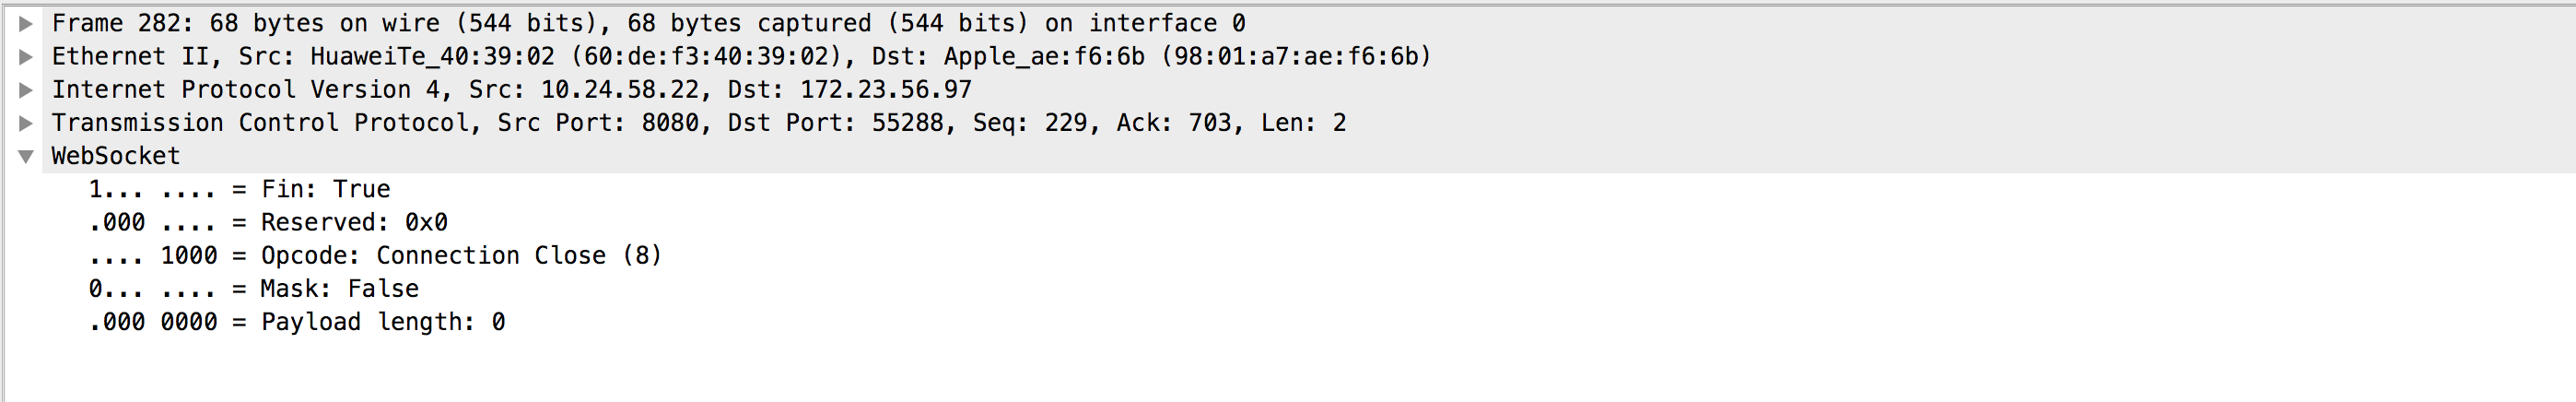 Frame 282: 68 bytes on wire (544 bits), 68 bytes captured (544 bits) on interface 0
Ethernet II, Src: HuaweiTe_40:39:02 (60:de:f3:40:39:02), Dst: Apple_ae:f6:6b (98:01:a7:ae:f6:6b)
Internet Protocol Version 4, Src: 10.24.58.22, Dst: 172.23.56.97
Transmission Control Protocol, Src Port: 8080, Dst Port: 55288, Seq: 229, Ack: 703, Len: 2
WebSocket
1... .... = Fin: True
.000 .... = Reserved: 0x0
.... 1000 = Opcode: Connection Close (8)
0... .... = Mask: False
.000 0000 = Payload length: 0